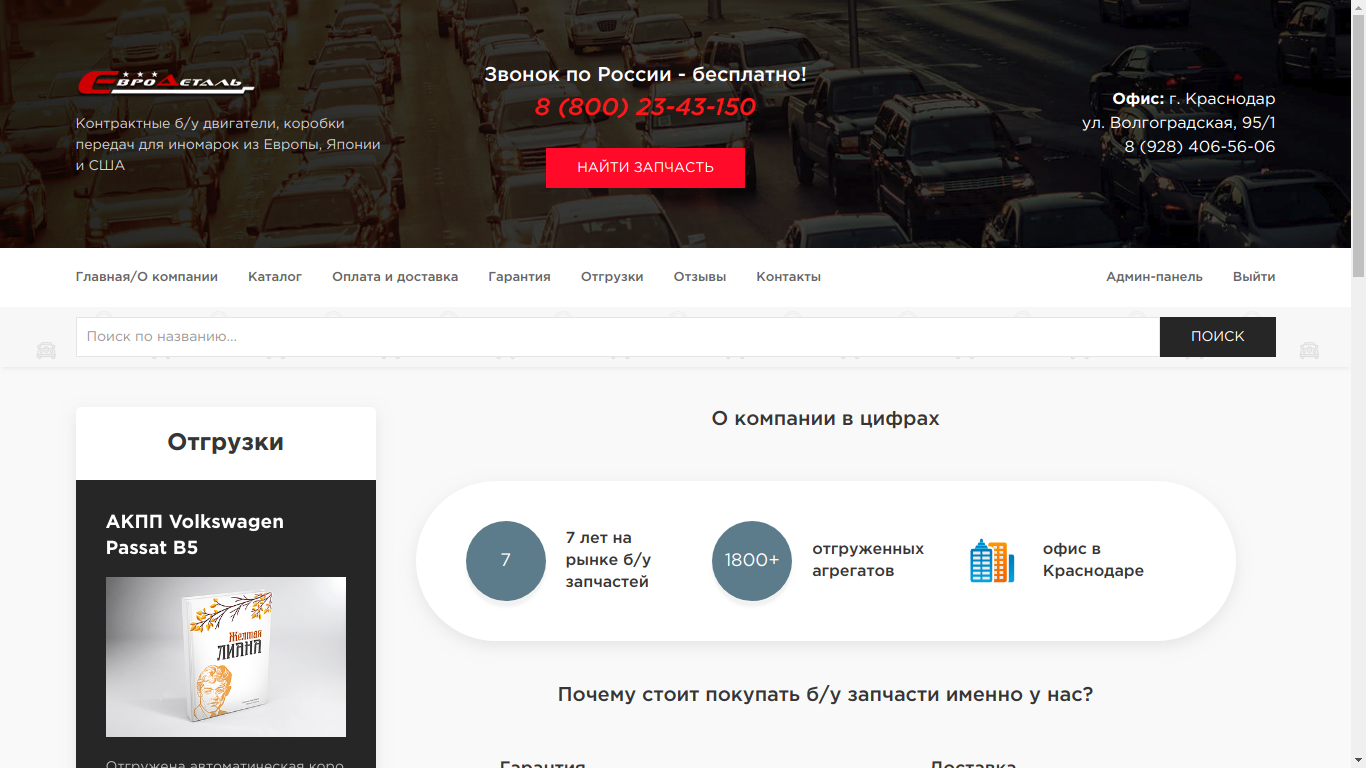 ЕвроДеталь
Контрактные б/у двигатели, коробки
передач для иномарок из Европы, Японии
и США
Звонок по России - бесплатно!
8 (800) 23-43-150
НАЙТИ ЗАПЧАСТЬ
Офис: г. Краснодар
ул. Волгоградская, 95/1
8 (928) 406-56-06
Главная/О компании Каталог Оплата и доставка Гарантия Отгрузки Отзывы Контакты Админ-панель Выйти
Поиск по названию... ПОИСК
Отгрузки
АКПП Volkswagen
Passat B5
Желтая
ЛИАНА
Отгружена автоматическая коро
О компании в цифрах
7
7 лет на
рынке б/у
запчастей
1800+
отгруженных
агрегатов
офис в
Краснодаре
Почему стоит покупать б/у запчасти именно у нас?
Гарантия
Доставка